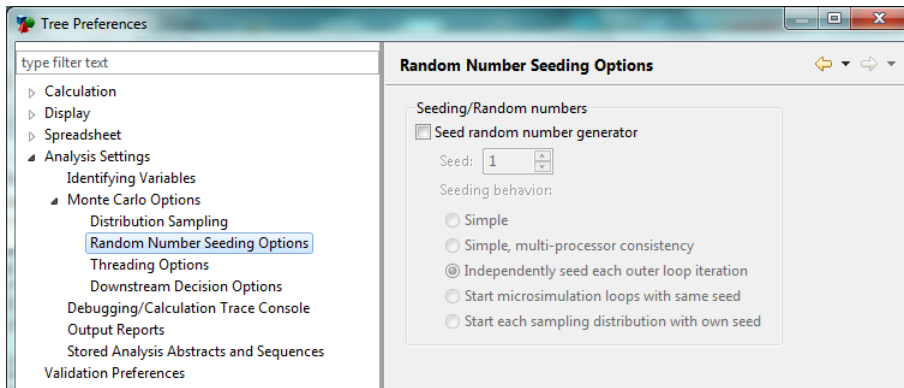 Tree Preferences
type filter text
Calculation
Display
Spreadsheet
Analysis Settings
Identifying Variables
Monte Carlo Options
Distribution Sampling
Random Number Seeding Options
Threading Options
Downstream Decision Options
Debugging/Calculation Trace Console
Output Reports
Stored Analysis Abstracts and Sequences
Validation Preferences
Random Number Seeding Options
Seeding/Random numbers
Seed random number generator
Seed: 1
Seeding behavior:
Simple
Simple, multi-processor consistency
Independently seed each outer loop iteration
Start microsimulation loops with same seed
Start each sampling distribution with own seed